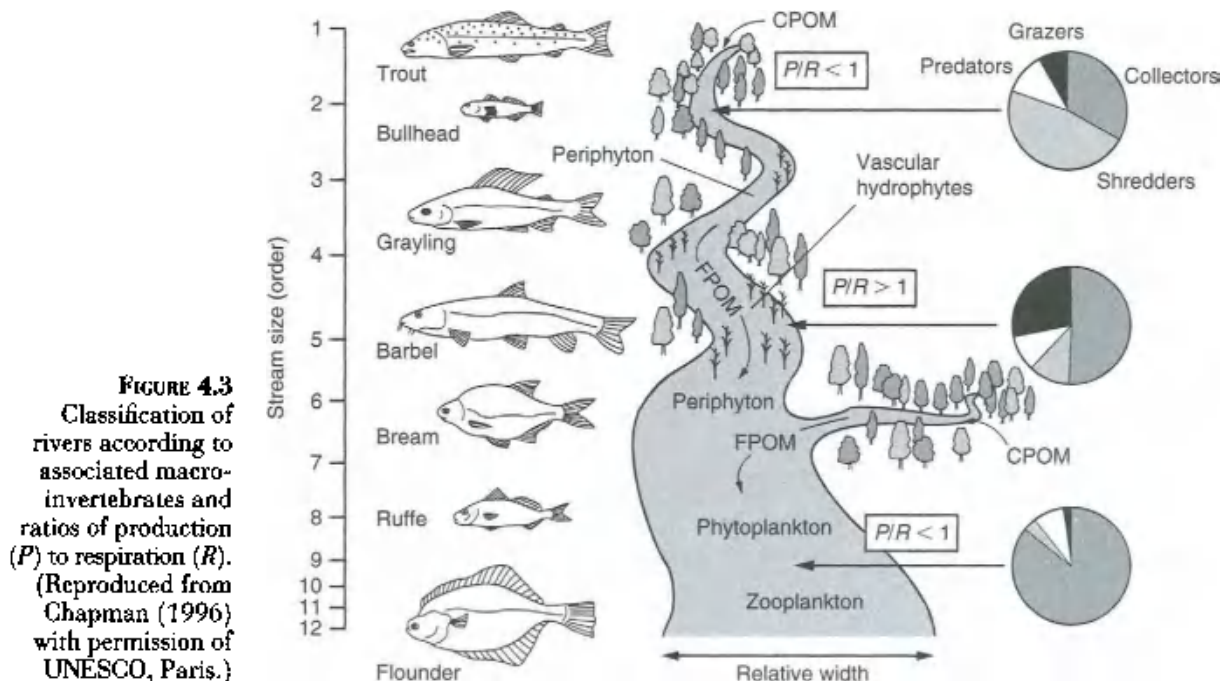 FIGURE 4.3
Classification of
rivers according to
associated macro-
invertebrates and
ratios of production
(P) to respiration (R).
(Reproduced from
Chapman (1996)
with permission of
UNESCO, Paris.)
Stream size (order)
1
2
3
4
5
6
7
8
9
10
11
12
Trout
Bullhead
Grayling
Barbel
Bream
Ruffe
Flounder
CPOM
P/R < 1
Periphyton
Vascular
hydrophytes
FPOM
P/R > 1
Periphyton
FPOM
CPOM
Phytoplankton
P/R < 1
Zooplankton
Relative width
Grazers
Predators
Collectors
Shredders